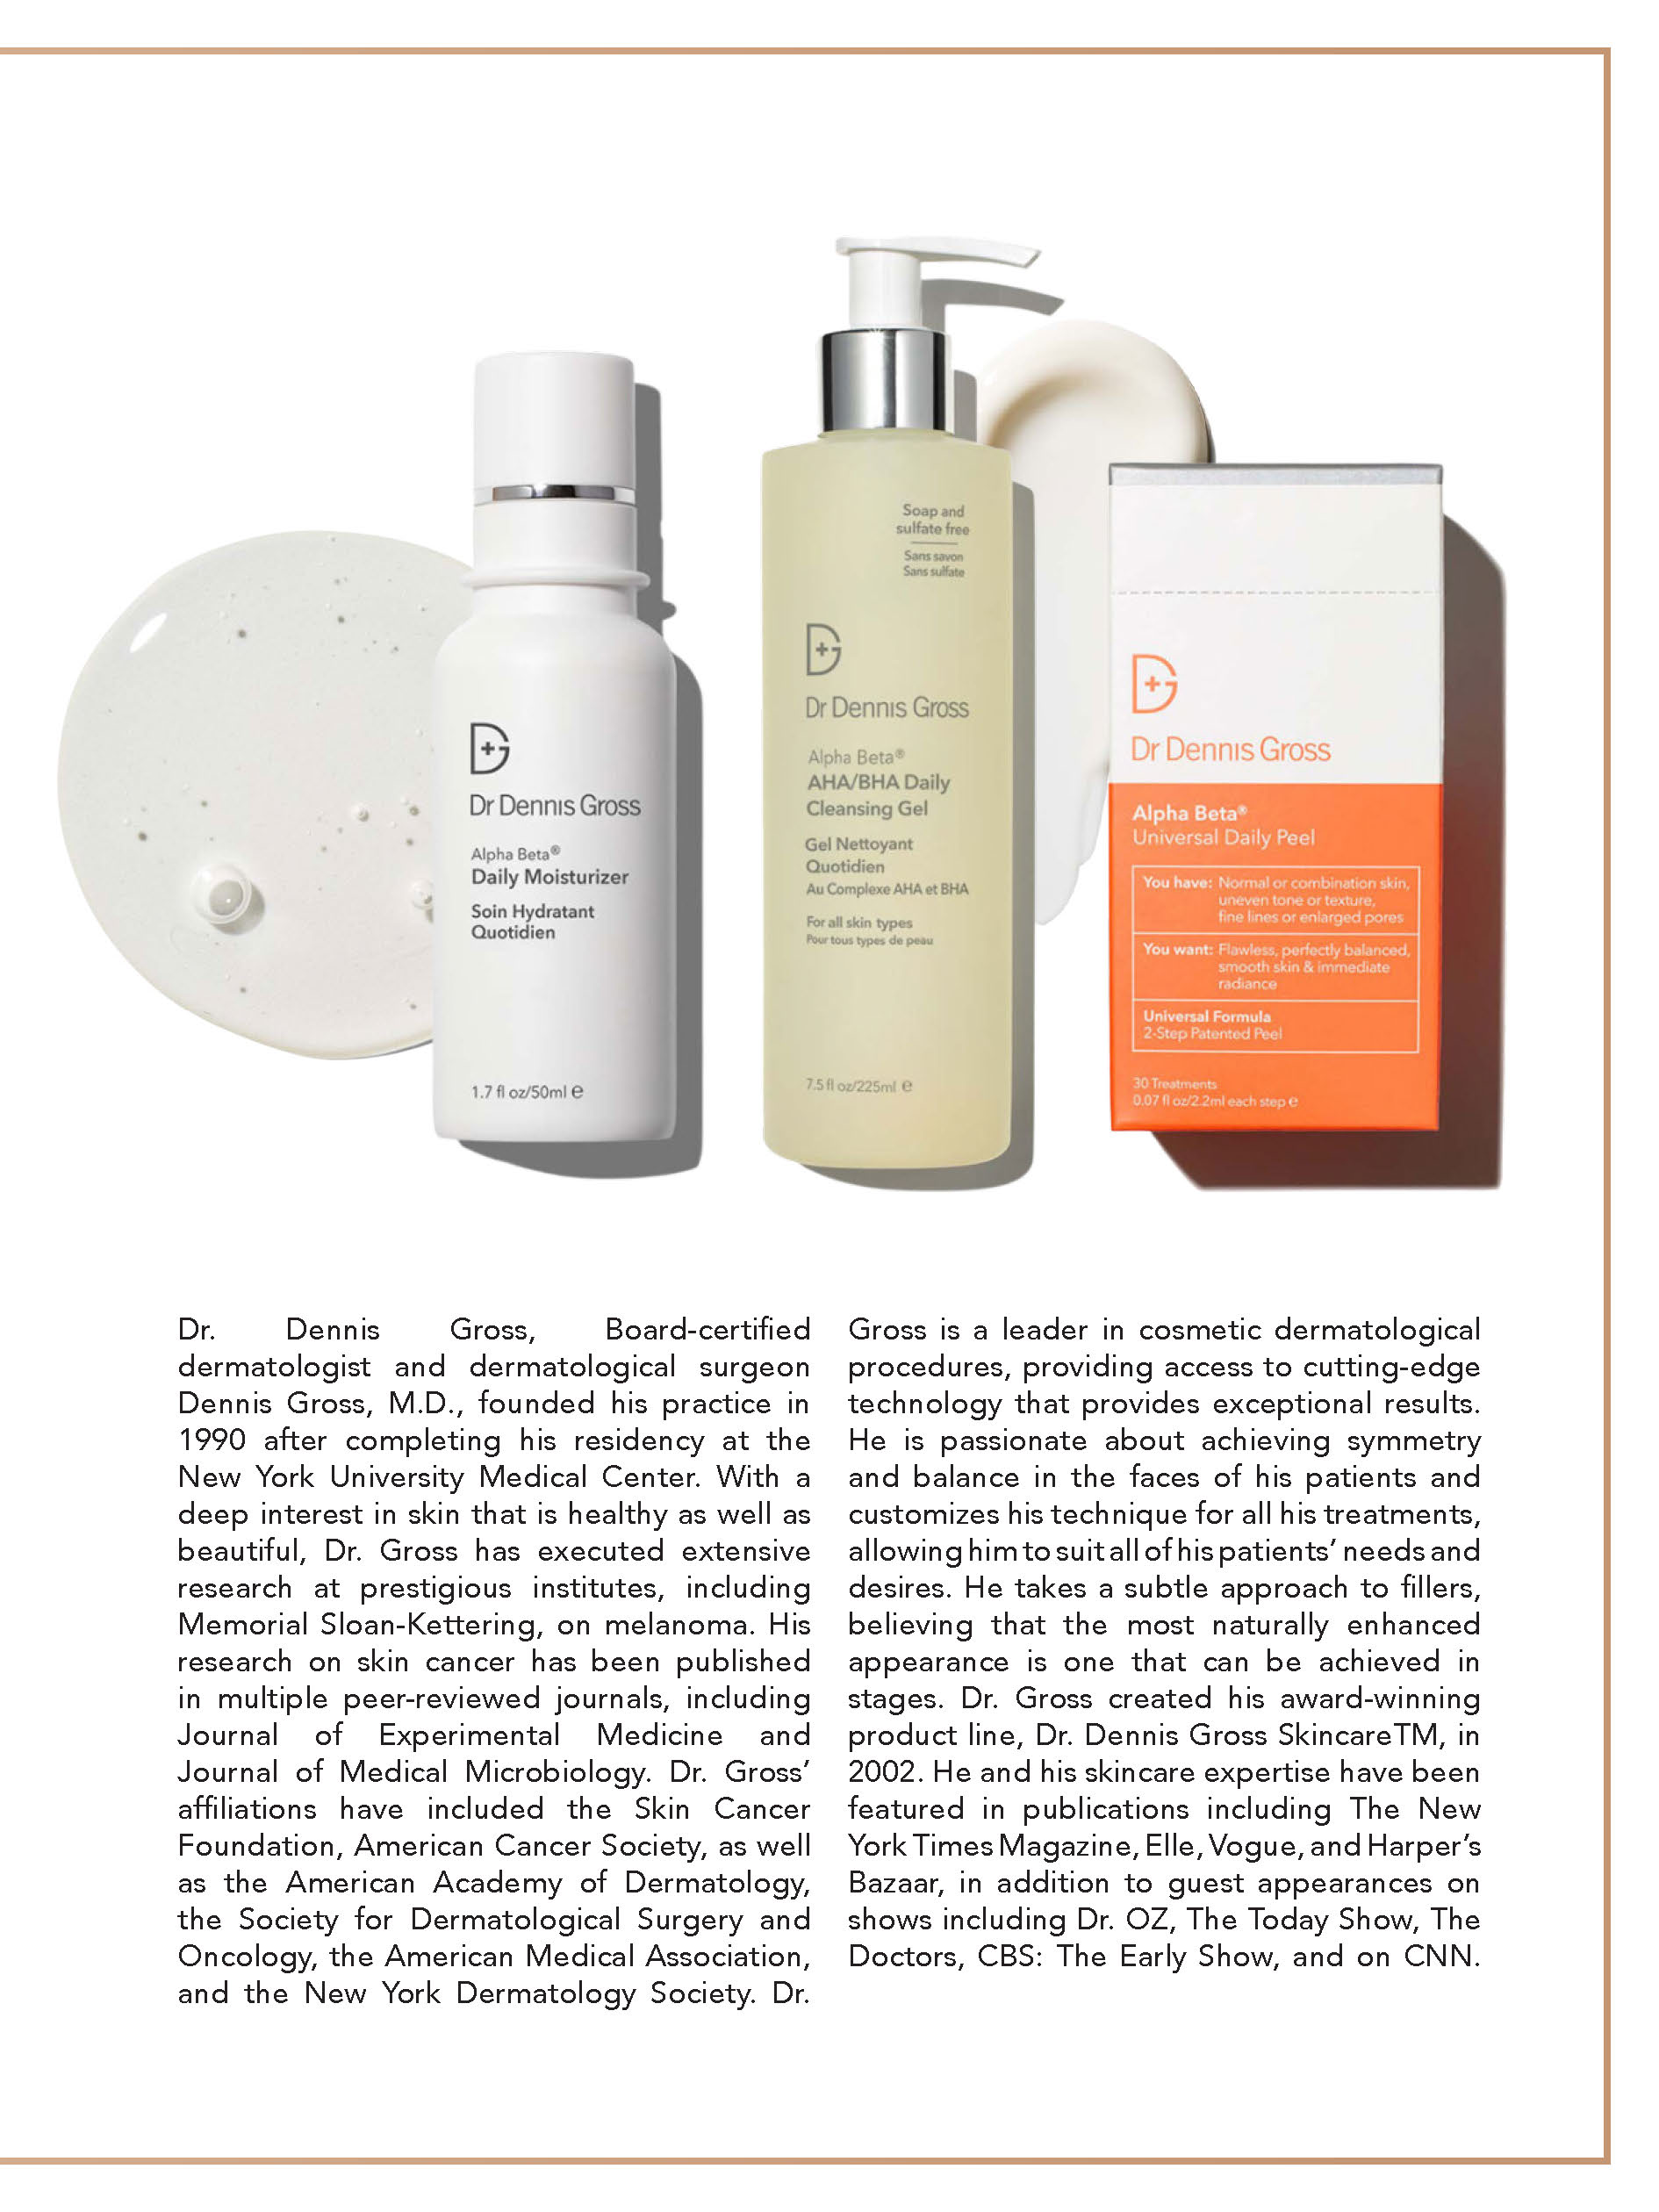 Dr Dennis Gross
Alpha Beta®
Daily Moisturizer
Soin Hydratant
Quotidien
1.7 fl oz/50ml ℮
Soap and
sulfate free
Sans savon
Sans sulfate
Dr Dennis Gross
Alpha Beta®
AHA/BHA Daily
Cleansing Gel
Gel Nettoyant
Quotidien
Au Complexe AHA et BHA
For all skin types
Pour tous types de peau
7.5 fl oz/225ml ℮
Dr Dennis Gross
Alpha Beta®
Universal Daily Peel
You have: Normal or combination skin,
uneven tone or texture,
fine lines or enlarged pores
You want: Flawless, perfectly balanced,
smooth skin & immediate
radiance
Universal Formula
2-Step Patented Peel
30 Treatments
0.07 fl oz/2.2ml each step ℮
Dr. Dennis Gross, Board-certified
dermatologist and dermatological surgeon
Dennis Gross, M.D., founded his practice in
1990 after completing his residency at the
New York University Medical Center. With a
deep interest in skin that is healthy as well as
beautiful, Dr. Gross has executed extensive
research at prestigious institutes, including
Memorial Sloan-Kettering, on melanoma. His
research on skin cancer has been published
in multiple peer-reviewed journals, including
Journal of Experimental Medicine and
Journal of Medical Microbiology. Dr. Gross’
affiliations have included the Skin Cancer
Foundation, American Cancer Society, as well
as the American Academy of Dermatology,
the Society for Dermatological Surgery and
Oncology, the American Medical Association,
and the New York Dermatology Society. Dr.
Gross is a leader in cosmetic dermatological
procedures, providing access to cutting-edge
technology that provides exceptional results.
He is passionate about achieving symmetry
and balance in the faces of his patients and
customizes his technique for all his treatments,
allowing him to suit all of his patients’ needs and
desires. He takes a subtle approach to fillers,
believing that the most naturally enhanced
appearance is one that can be achieved in
stages. Dr. Gross created his award-winning
product line, Dr. Dennis Gross SkincareTM, in
2002. He and his skincare expertise have been
featured in publications including The New
York Times Magazine, Elle, Vogue, and Harper’s
Bazaar, in addition to guest appearances on
shows including Dr. OZ, The Today Show, The
Doctors, CBS: The Early Show, and on CNN.